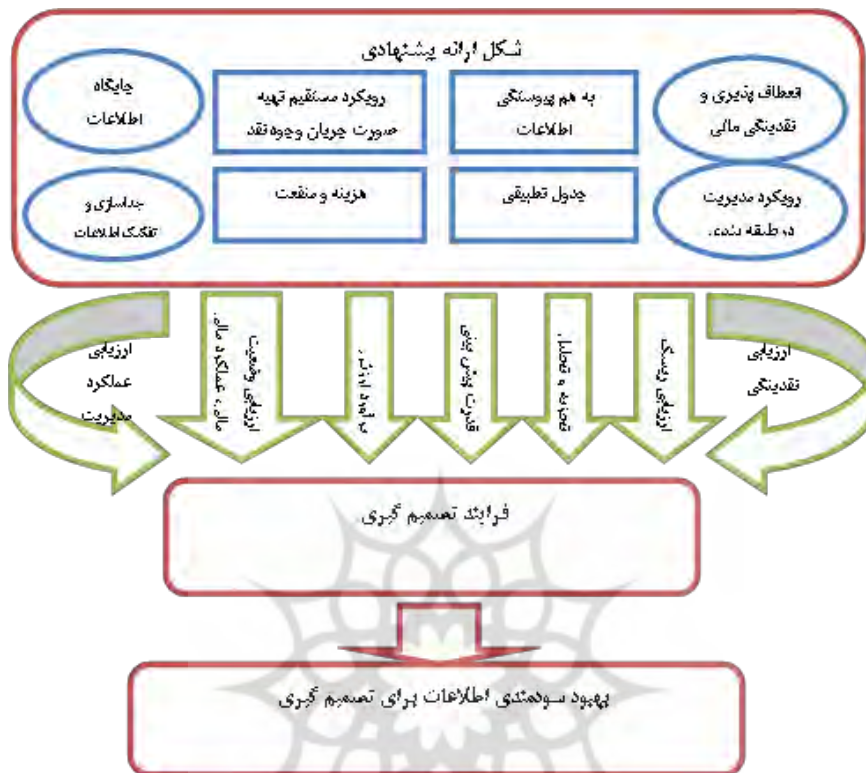 شکل ارائه پیشنهادی
انعطاف پذیری و
نقدینگی مالی
به هم پیوستگی
اطلاعات
رویکرد مستقیم تهیه
صورت جریان وجوه نقد
جایگاه
اطلاعات
رویکرد مدیریت
در طبقه بندی
جدول تطبیقی
هزینه و منفعت
جداسازی و
تفکیک اطلاعات
ارزیابی
نقدینگی
ارزیابی ریسک
تجزیه و تحلیل
قدرت پیش بینی
برآورد ارزش
ارزیابی وضعیت
مالی، عملکرد مالی
ارزیابی
عملکرد
مدیریت
فرایند تصمیم گیری
بهبود سودمندی اطلاعات برای تصمیم گیری